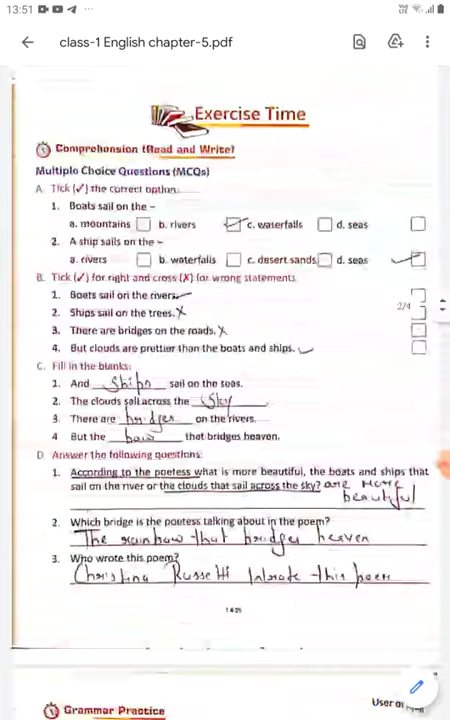 13:51
class-1 English chapter-5.pdf
Exercise Time
Comprehension (Read and Write)
Multiple Choice Questions (MCQs)
A. Tick (✓) the correct option:
1. Boats sail on the –
a. mountains b. rivers c. waterfalls d. seas
2. A ship sails on the –
a. rivers b. waterfalls c. desert sands d. seas
B. Tick (✓) for right and cross (X) for wrong statements
1. Boats sail on the rivers. ✓
2. Ships sail on the trees. X
3. There are bridges on the roads. X
4. But clouds are prettier than the boats and ships. ✓
2/4
C. Fill in the blanks:
1. And ships sail on the seas.
2. The clouds sail across the sky
3. There are bridges on the rivers.
4 But the bow that bridges heaven.
D. Answer the following questions:
1. According to the poetess what is more beautiful, the boats and ships that
sail on the river or the clouds that sail across the sky? are more
beautiful
2. Which bridge is the poetess talking about in the poem?
The rainbow that bridges heaven
3. Who wrote this poem?
Christina Russetti wrote this poem
Grammar Practice